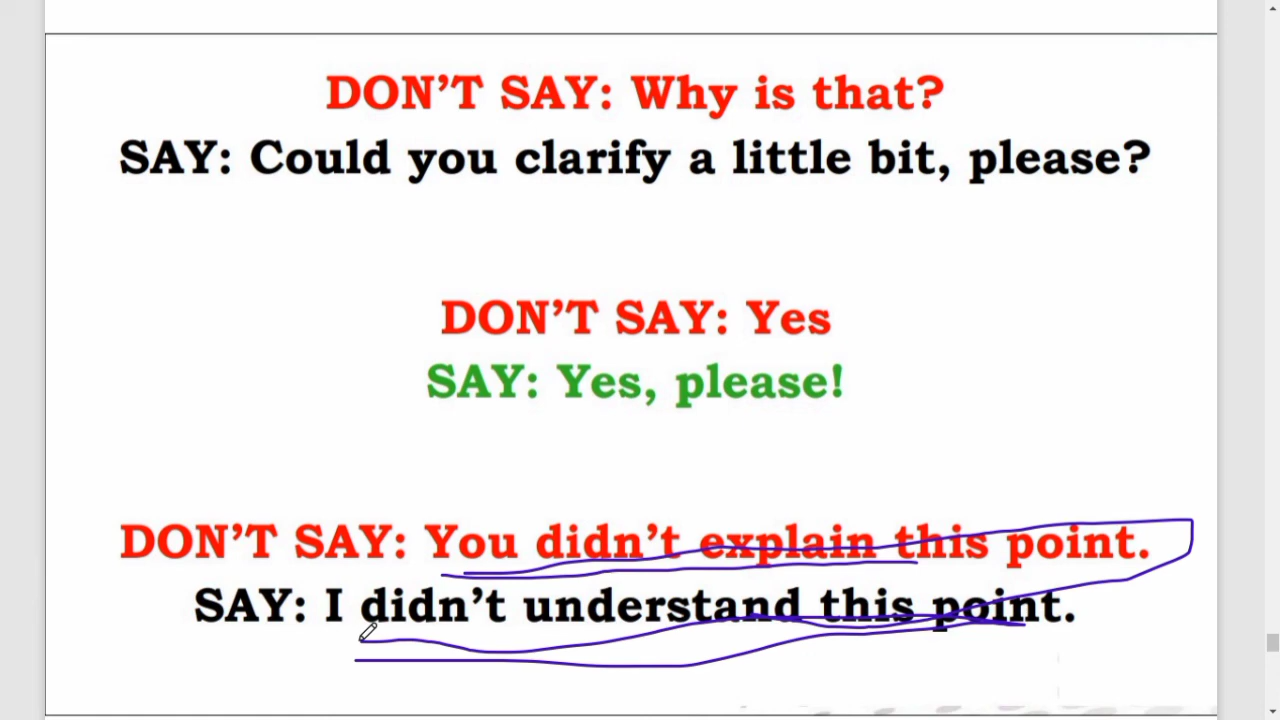 DON’T SAY: Why is that?
SAY: Could you clarify a little bit, please?
DON’T SAY: Yes
SAY: Yes, please!
DON’T SAY: You didn’t explain this point.
SAY: I didn’t understand this point.